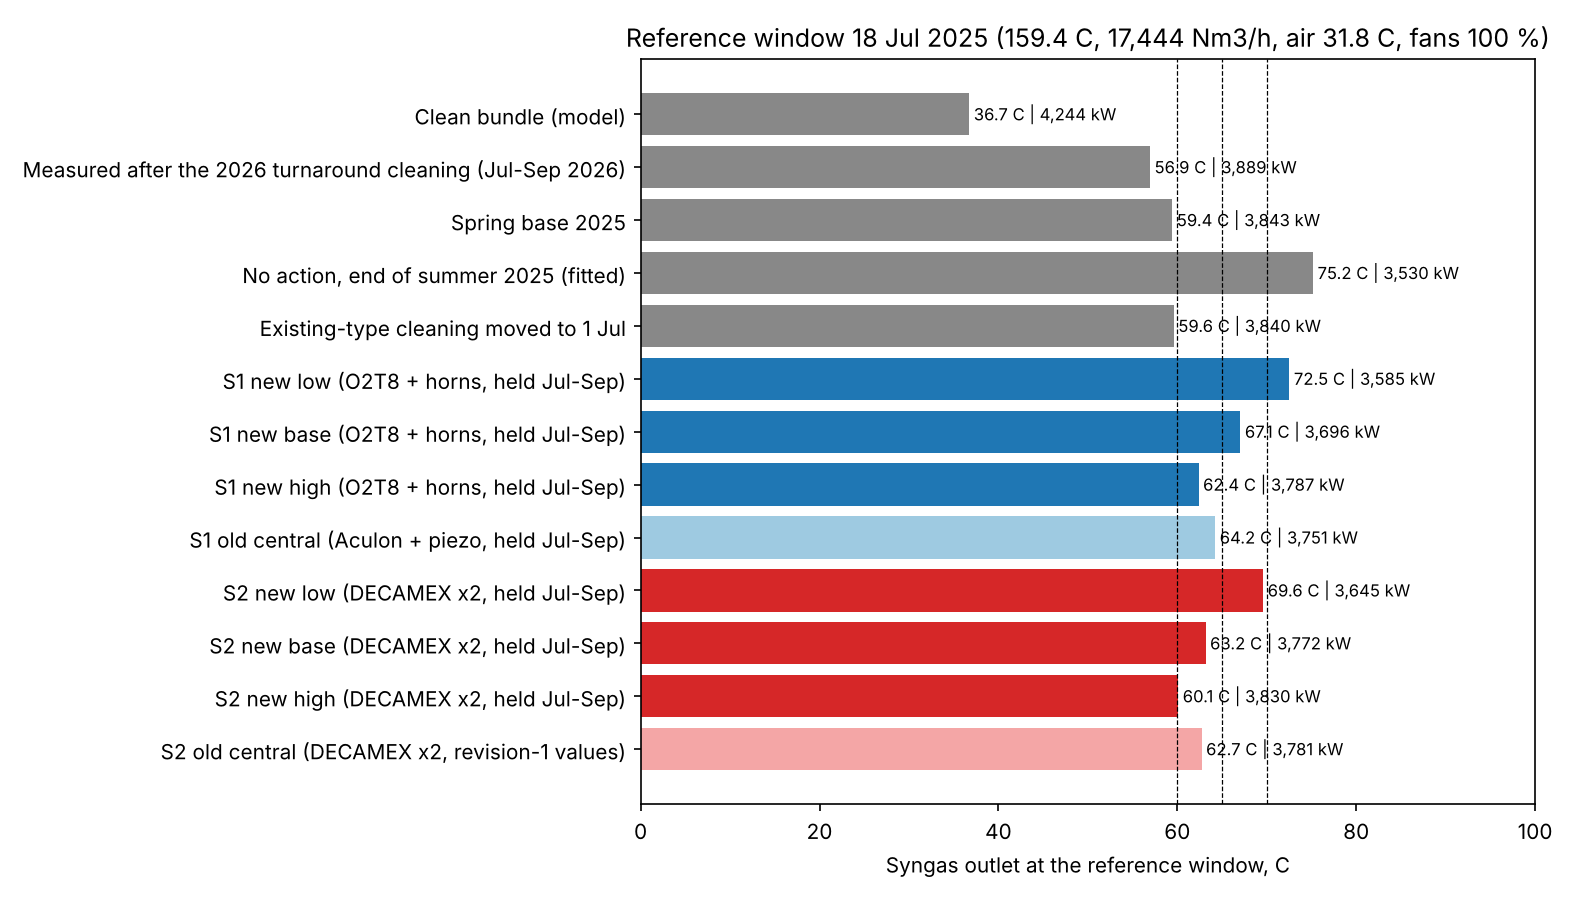 Reference window 18 Jul 2025 (159.4 C, 17,444 Nm3/h, air 31.8 C, fans 100 %)
Clean bundle (model) 36.7 C | 4,244 kW
Measured after the 2026 turnaround cleaning (Jul-Sep 2026) 56.9 C | 3,889 kW
Spring base 2025 59.4 C | 3,843 kW
No action, end of summer 2025 (fitted) 75.2 C | 3,530 kW
Existing-type cleaning moved to 1 Jul 59.6 C | 3,840 kW
S1 new low (O2T8 + horns, held Jul-Sep) 72.5 C | 3,585 kW
S1 new base (O2T8 + horns, held Jul-Sep) 67.1 C | 3,696 kW
S1 new high (O2T8 + horns, held Jul-Sep) 62.4 C | 3,787 kW
S1 old central (Aculon + piezo, held Jul-Sep) 64.2 C | 3,751 kW
S2 new low (DECAMEX x2, held Jul-Sep) 69.6 C | 3,645 kW
S2 new base (DECAMEX x2, held Jul-Sep) 63.2 C | 3,772 kW
S2 new high (DECAMEX x2, held Jul-Sep) 60.1 C | 3,830 kW
S2 old central (DECAMEX x2, revision-1 values) 62.7 C | 3,781 kW
0 20 40 60 80 100
Syngas outlet at the reference window, C